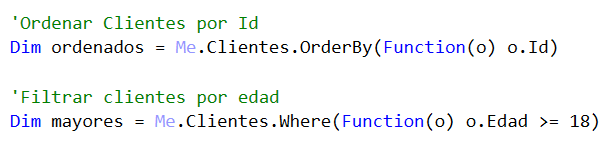 'Ordenar Clientes por Id
Dim ordenados = Me.Clientes.OrderBy(Function(o) o.Id)
'Filtrar clientes por edad
Dim mayores = Me.Clientes.Where(Function(o) o.Edad >= 18)